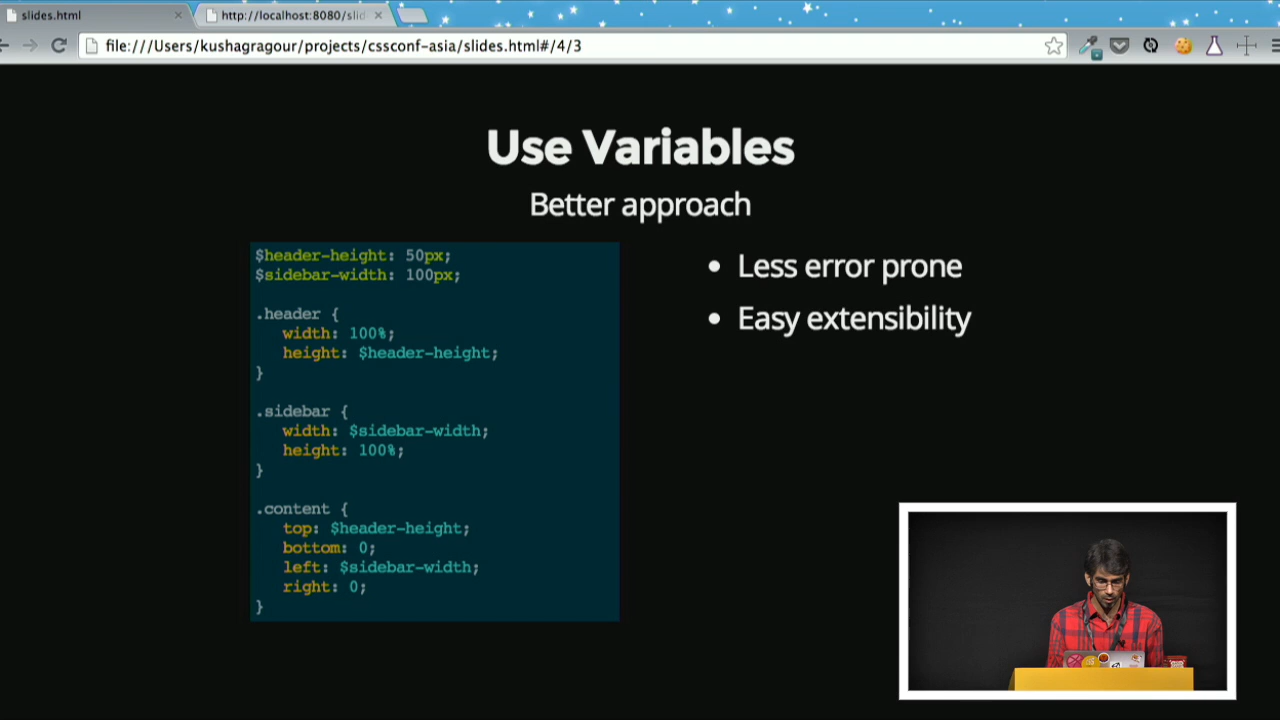 slides.html
http://localhost:8080/slid
file:///Users/kushagragour/projects/cssconf-asia/slides.html#/4/3
Use Variables
Better approach
$header-height: 50px;
$sidebar-width: 100px;
.header {
width: 100%;
height: $header-height;
}
.sidebar {
width: $sidebar-width;
height: 100%;
}
.content {
top: $header-height;
bottom: 0;
left: $sidebar-width;
right: 0;
}
• Less error prone
• Easy extensibility